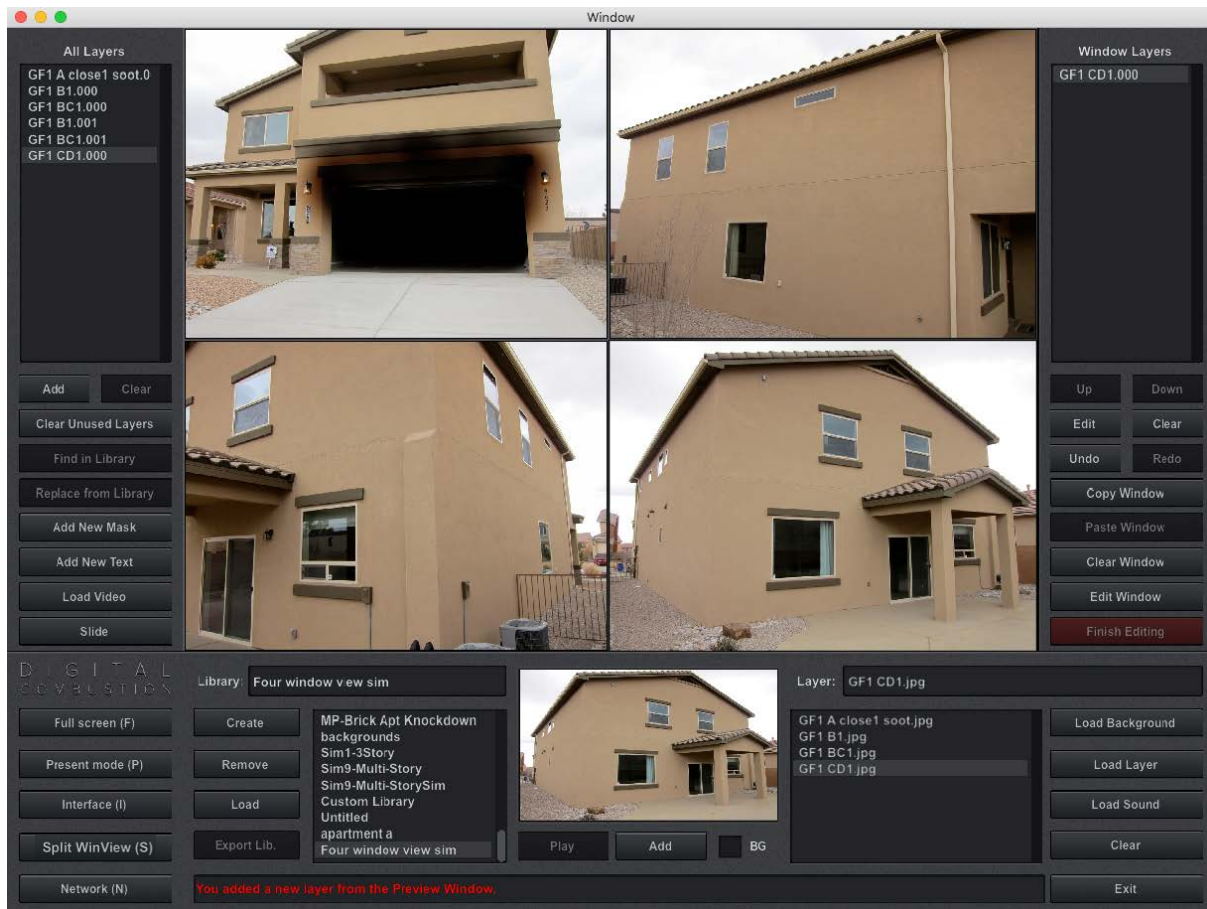 Window
All Layers
GF1 A close1 soot.0
GF1 B1.000
GF1 BC1.000
GF1 B1.001
GF1 BC1.001
GF1 CD1.000
Add
Clear
Clear Unused Layers
Find in Library
Replace from Library
Add New Mask
Add New Text
Load Video
Slide
Window Layers
GF1 CD1.000
Up
Down
Edit
Clear
Undo
Redo
Copy Window
Paste Window
Clear Window
Edit Window
Finish Editing
DIGITAL
COMBUSTION
Full screen (F)
Present mode (P)
Interface (I)
Split WinView (S)
Network (N)
Library: Four window view sim
Create
Remove
Load
Export Lib.
MP-Brick Apt Knockdown
backgrounds
Sim1-3Story
Sim9-Multi-Story
Sim9-Multi-StorySim
Custom Library
Untitled
apartment a
Four window view sim
Play
Add
BG
Layer: GF1 CD1.jpg
GF1 A close1 soot.jpg
GF1 B1.jpg
GF1 BC1.jpg
GF1 CD1.jpg
Load Background
Load Layer
Load Sound
Clear
Exit
You added a new layer from the Preview Window.